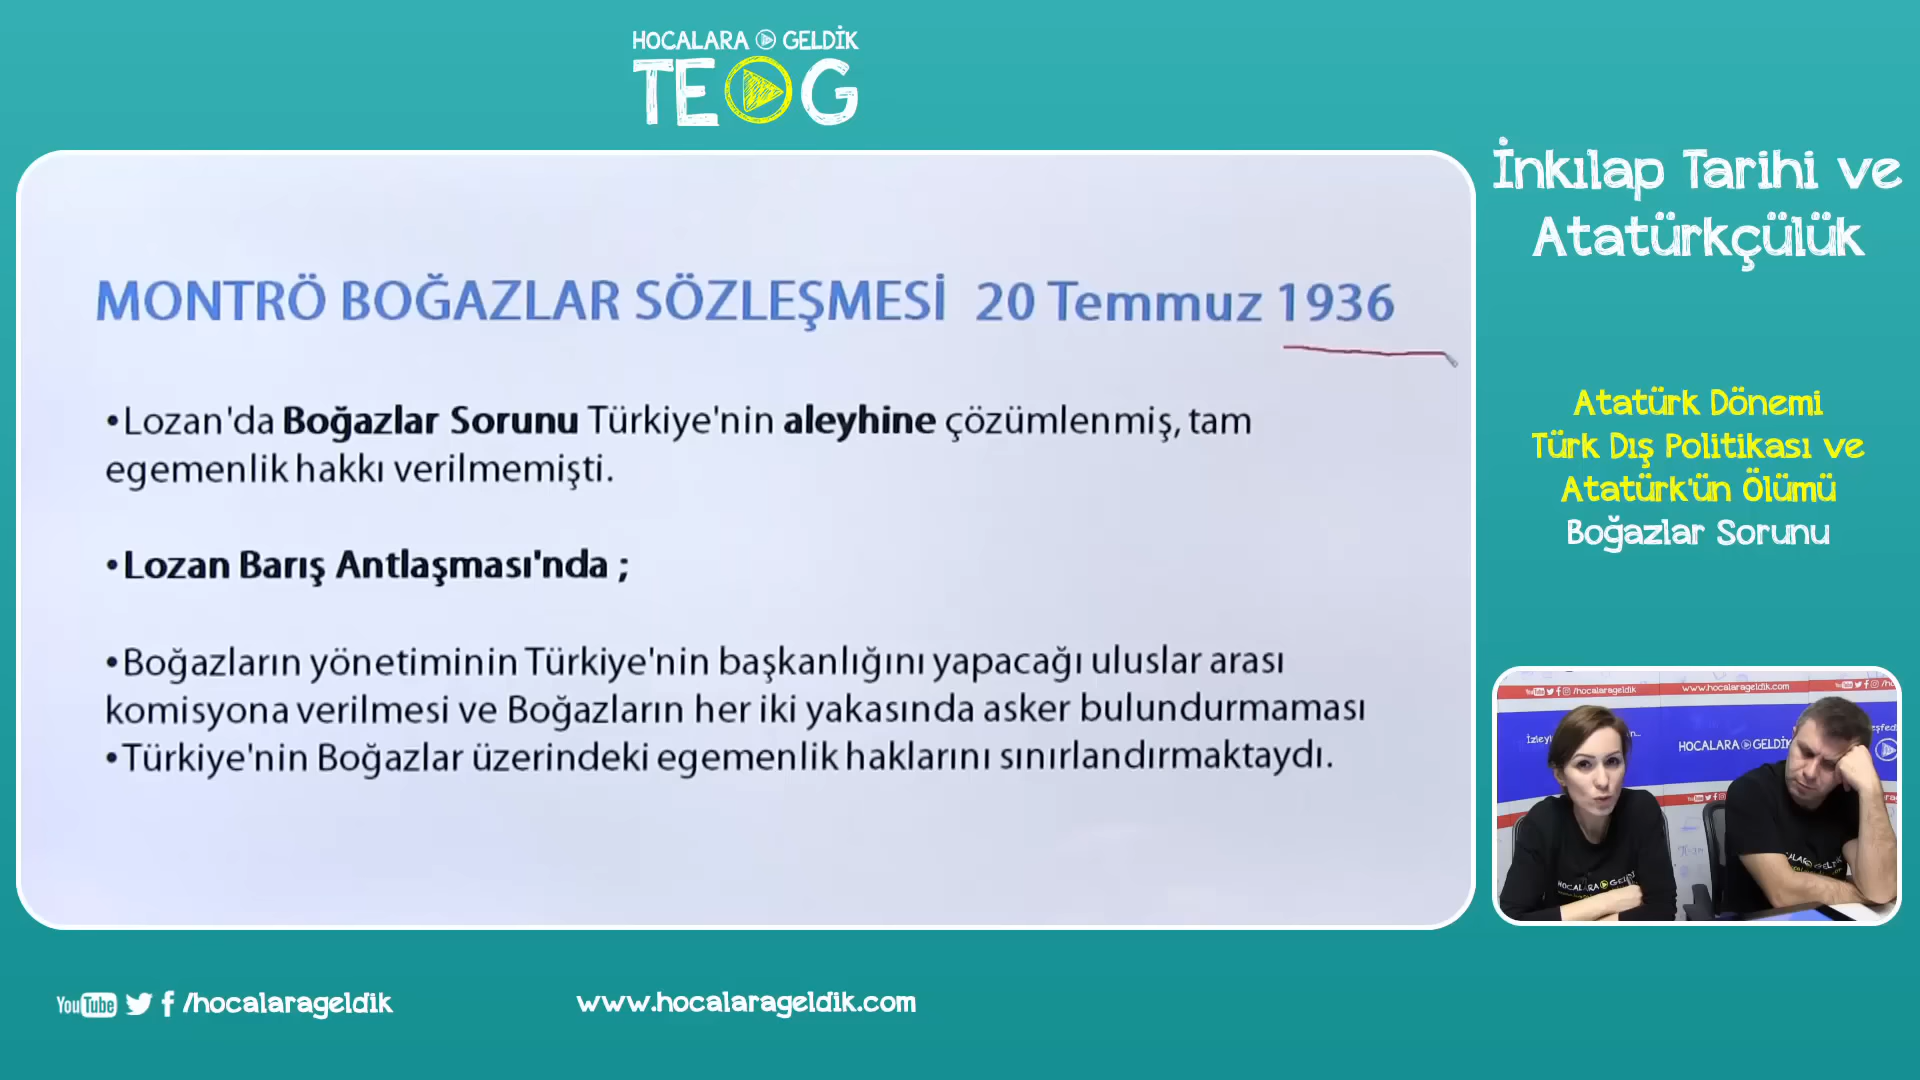 HOCALARA GELDİK
TEOG
İnkılap Tarihi ve
Atatürkçülük
MONTRÖ BOĞAZLAR SÖZLEŞMESİ 20 Temmuz 1936
•Lozan'da Boğazlar Sorunu Türkiye'nin aleyhine çözümlenmiş, tam
egemenlik hakkı verilmemişti.
•Lozan Barış Antlaşması'nda ;
•Boğazların yönetiminin Türkiye'nin başkanlığını yapacağı uluslar arası
komisyona verilmesi ve Boğazların her iki yakasında asker bulundurmaması
•Türkiye'nin Boğazlar üzerindeki egemenlik haklarını sınırlandırmaktaydı.
Atatürk Dönemi
Türk Dış Politikası ve
Atatürk'ün Ölümü
Boğazlar Sorunu
YouTube /hocalarageldik
www.hocalarageldik.com
HOCALARA GELDİK
YouTube /hocalarageldik
www.hocalarageldik.com